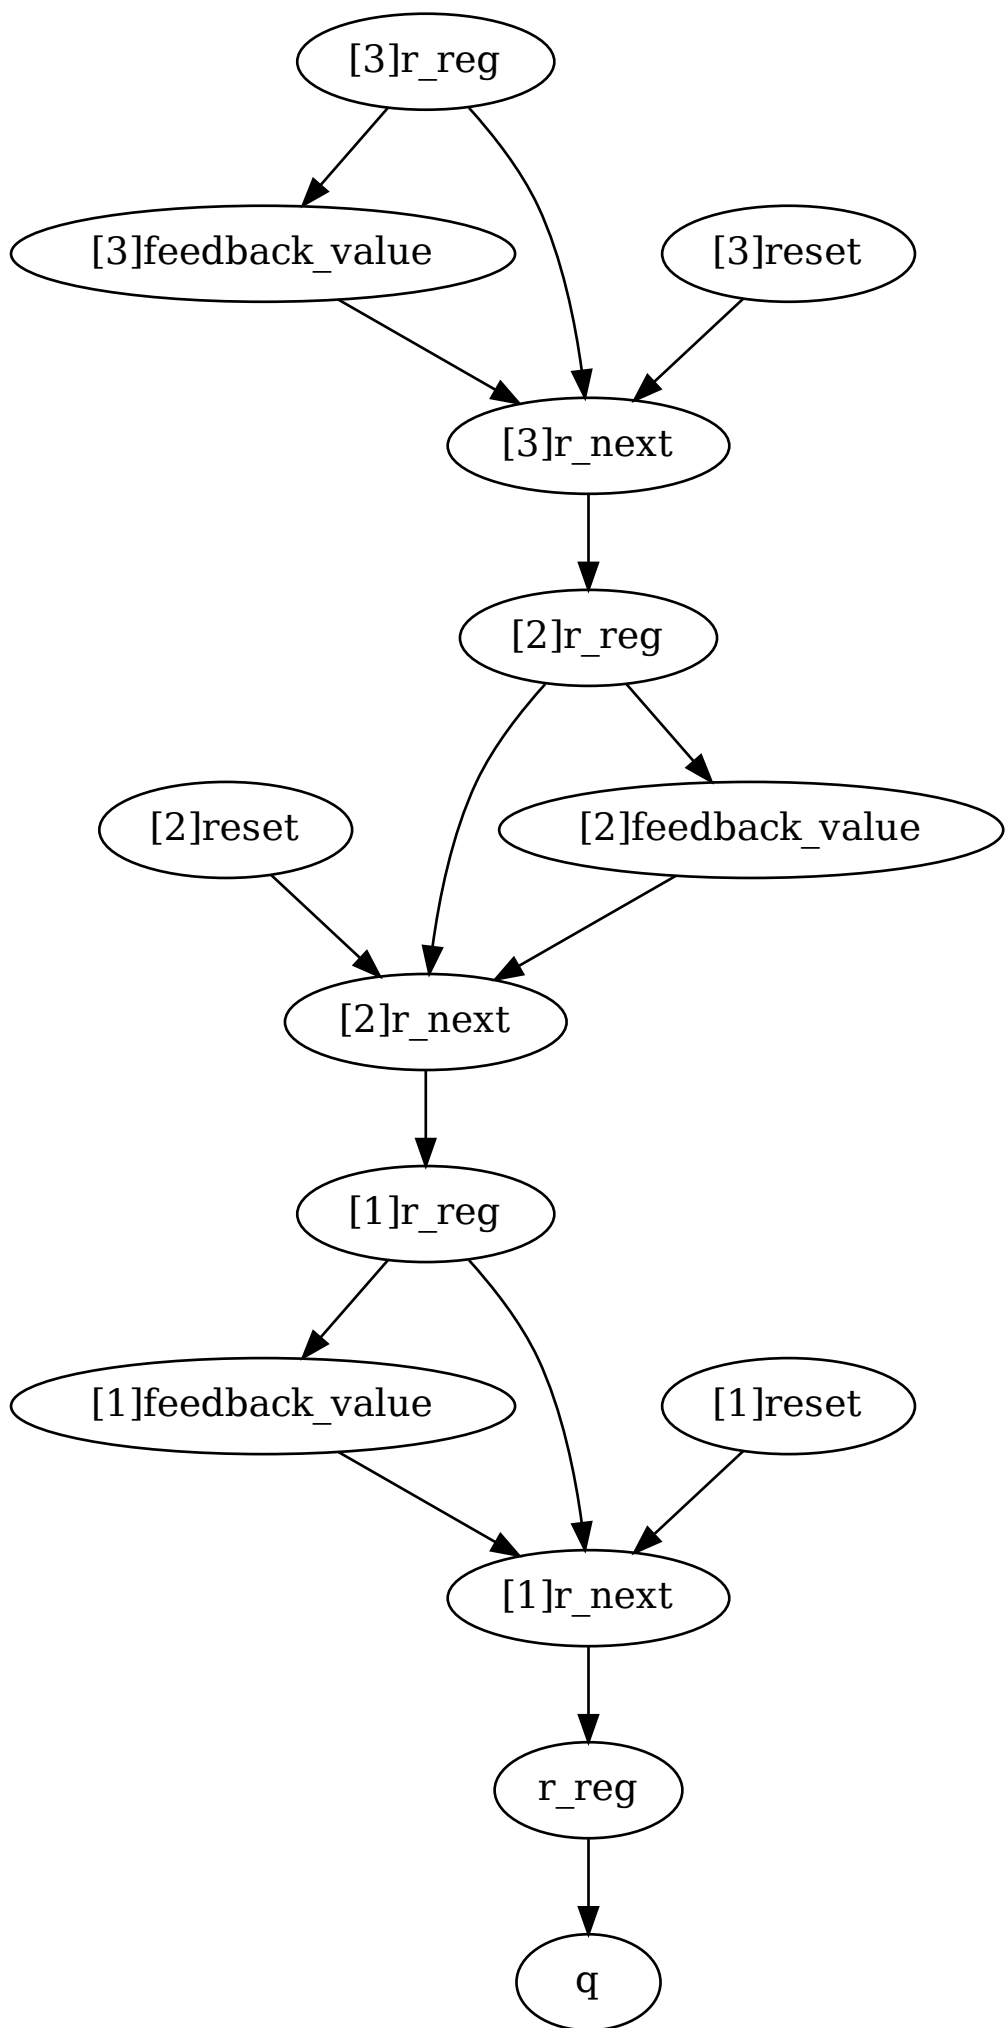 [3]r_reg
[3]feedback_value
[3]reset
[3]r_next
[2]r_reg
[2]reset
[2]feedback_value
[2]r_next
[1]r_reg
[1]feedback_value
[1]reset
[1]r_next
r_reg
q